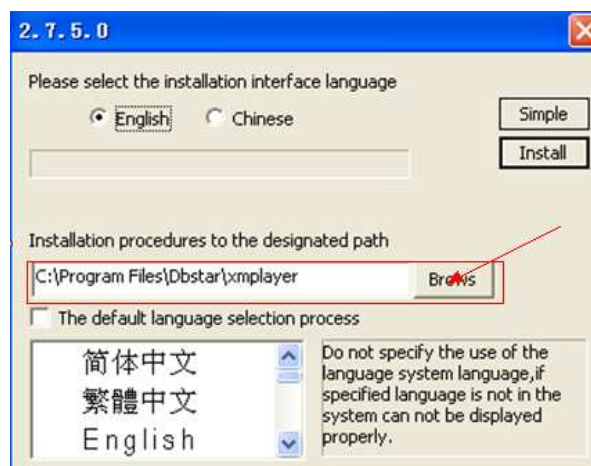 2.7.5.0
Please select the installation interface language
English Chinese
Simple
Install
Installation procedures to the designated path
C:\Program Files\Dbstar\xmplayer
Brows
The default language selection process
简体中文
繁體中文
English
Do not specify the use of the
language system language,if
specified language is not in the
system can not be displayed
properly.